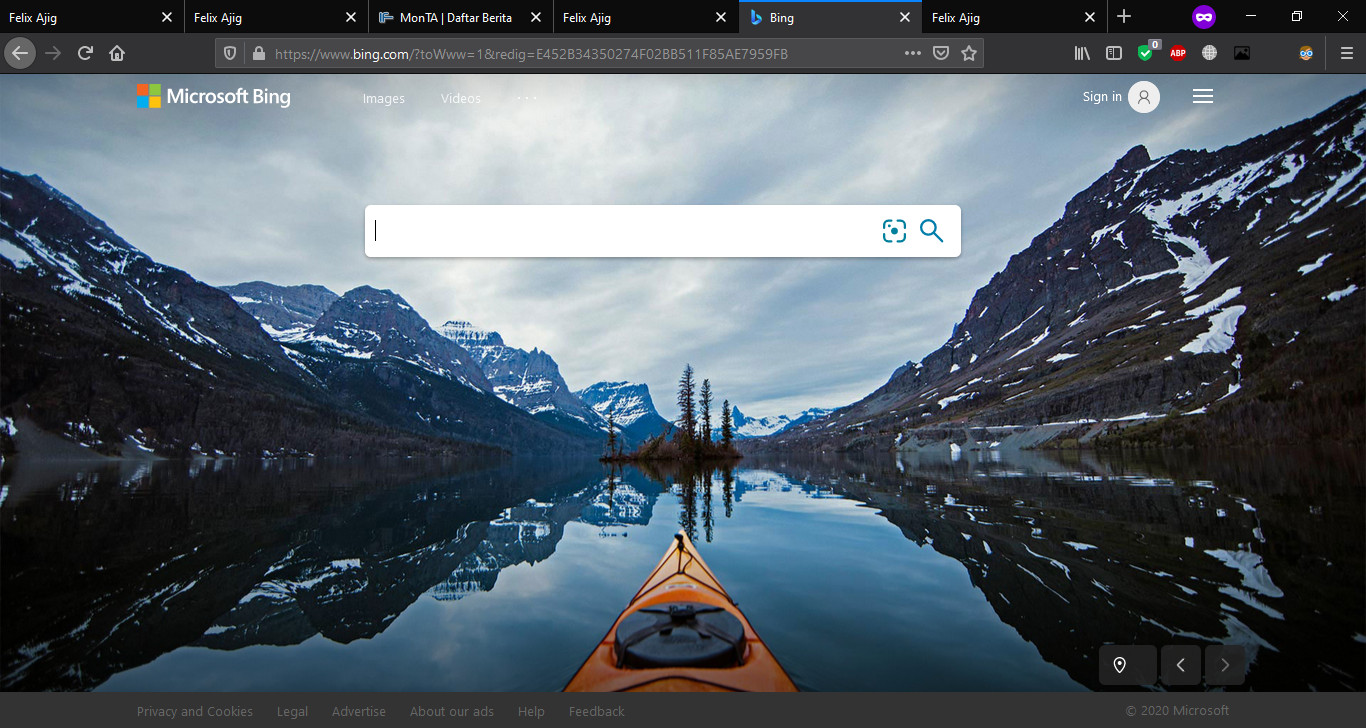 Felix Ajig
Felix Ajig
MonTA | Daftar Berita
Felix Ajig
Bing
Felix Ajig
https://www.bing.com/?toWww=1&redig=E452B34350274F02BB511F85AE7959FB
0
ABP
Microsoft Bing
Images
Videos
Sign in
Privacy and Cookies
Legal
Advertise
About our ads
Help
Feedback
© 2020 Microsoft